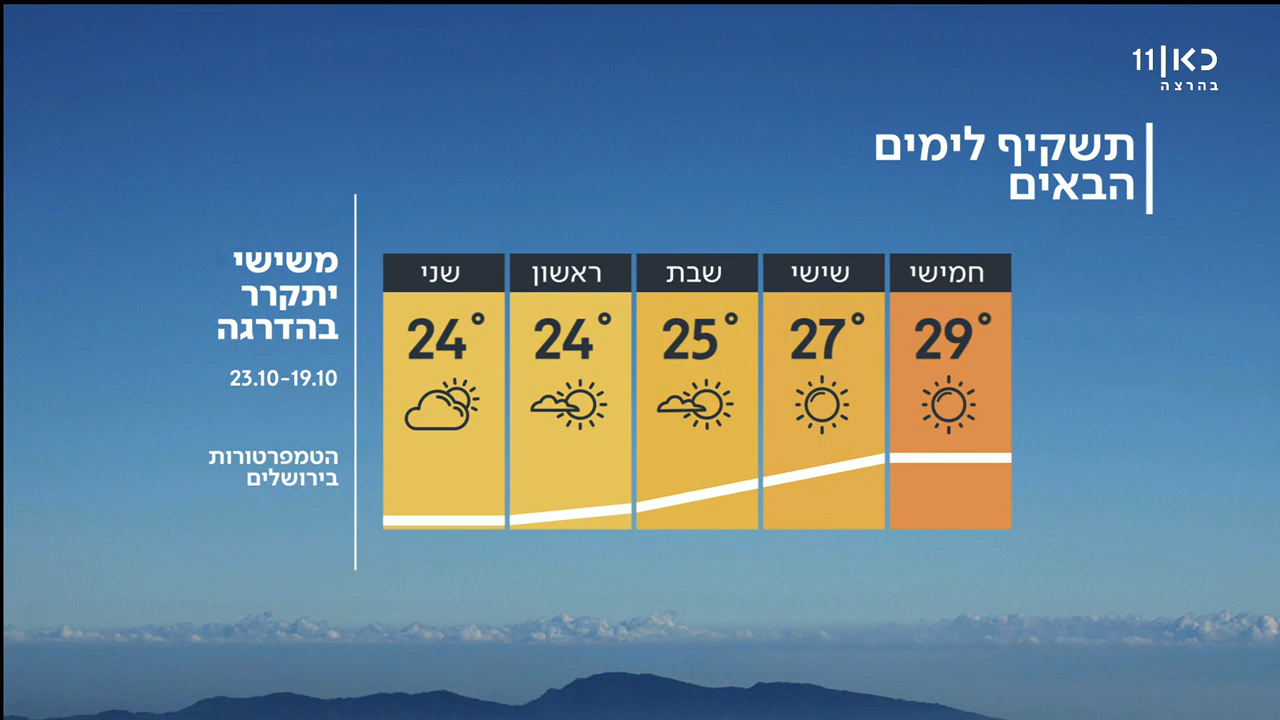 כאן 11
בהרצה
תשקיף לימים
הבאים
חמישי
29°
שישי
27°
שבת
25°
ראשון
24°
שני
24°
משישי
יתקרר
בהדרגה
23.10-19.10
הטמפרטורות
בירושלים